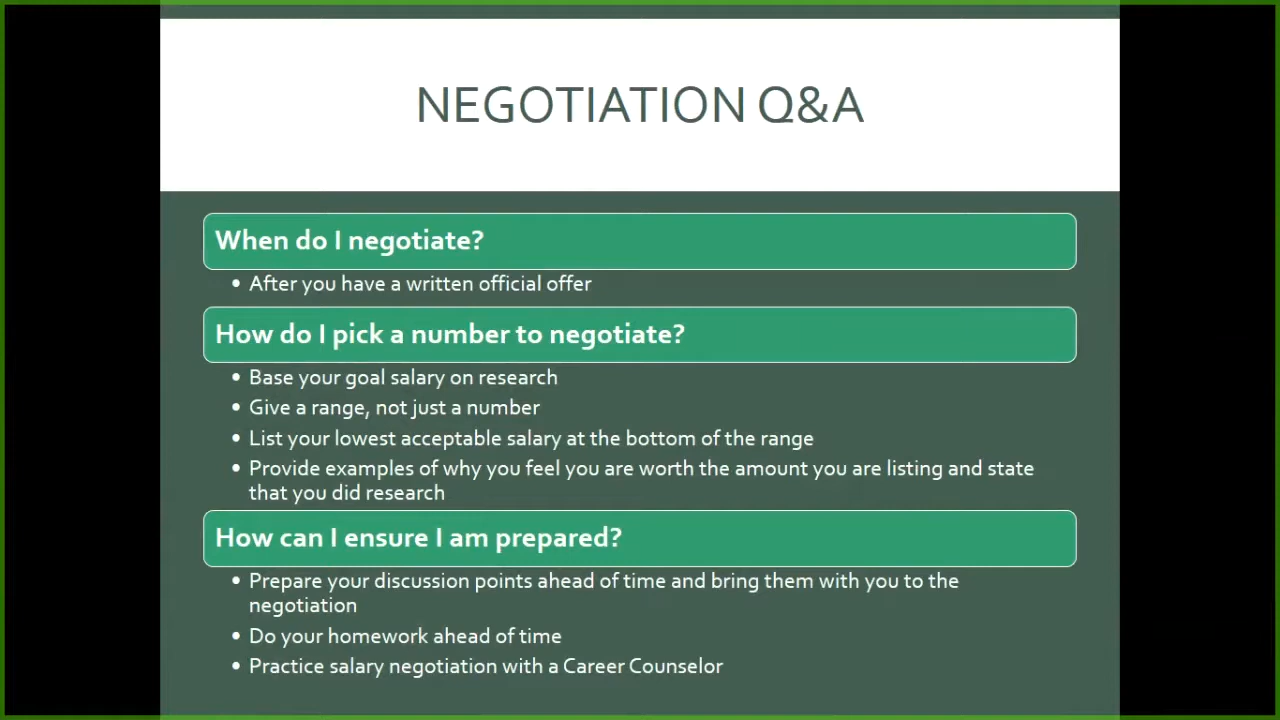 NEGOTIATION Q&A
When do I negotiate?
• After you have a written official offer
How do I pick a number to negotiate?
• Base your goal salary on research
• Give a range, not just a number
• List your lowest acceptable salary at the bottom of the range
• Provide examples of why you feel you are worth the amount you are listing and state
that you did research
How can I ensure I am prepared?
• Prepare your discussion points ahead of time and bring them with you to the
negotiation
• Do your homework ahead of time
• Practice salary negotiation with a Career Counselor